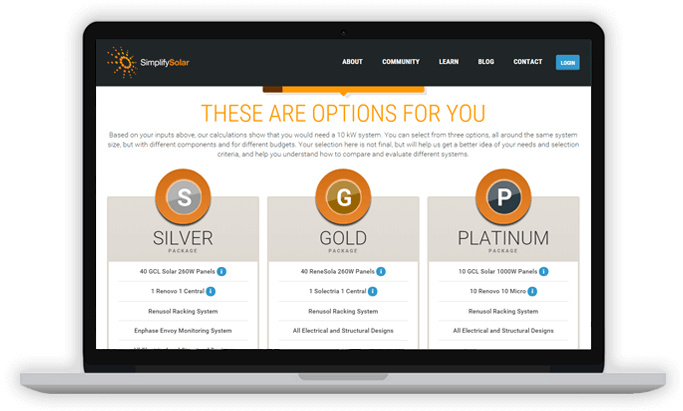 SimplifySolar
ABOUT COMMUNITY LEARN BLOG CONTACT LOGIN
THESE ARE OPTIONS FOR YOU
Based on your inputs above, our calculations show that you would need a 10 kW system. You can select from three options, all around the same system
size, but with different components and for different budgets. Your selection here is not final, but will help us get a better idea of your needs and selection
criteria, and help you understand how to compare and evaluate different systems.
S
SILVER
PACKAGE
40 GCL Solar 260W Panels i
1 Renovo 1 Central i
Renusol Racking System
Enphase Envoy Monitoring System
G
GOLD
PACKAGE
40 ReneSola 260W Panels i
1 Solectria 1 Central i
Renusol Racking System
All Electrical and Structural Designs
P
PLATINUM
PACKAGE
10 GCL Solar 1000W Panels i
10 Renovo 10 Micro i
Renusol Racking System
All Electrical and Structural Designs